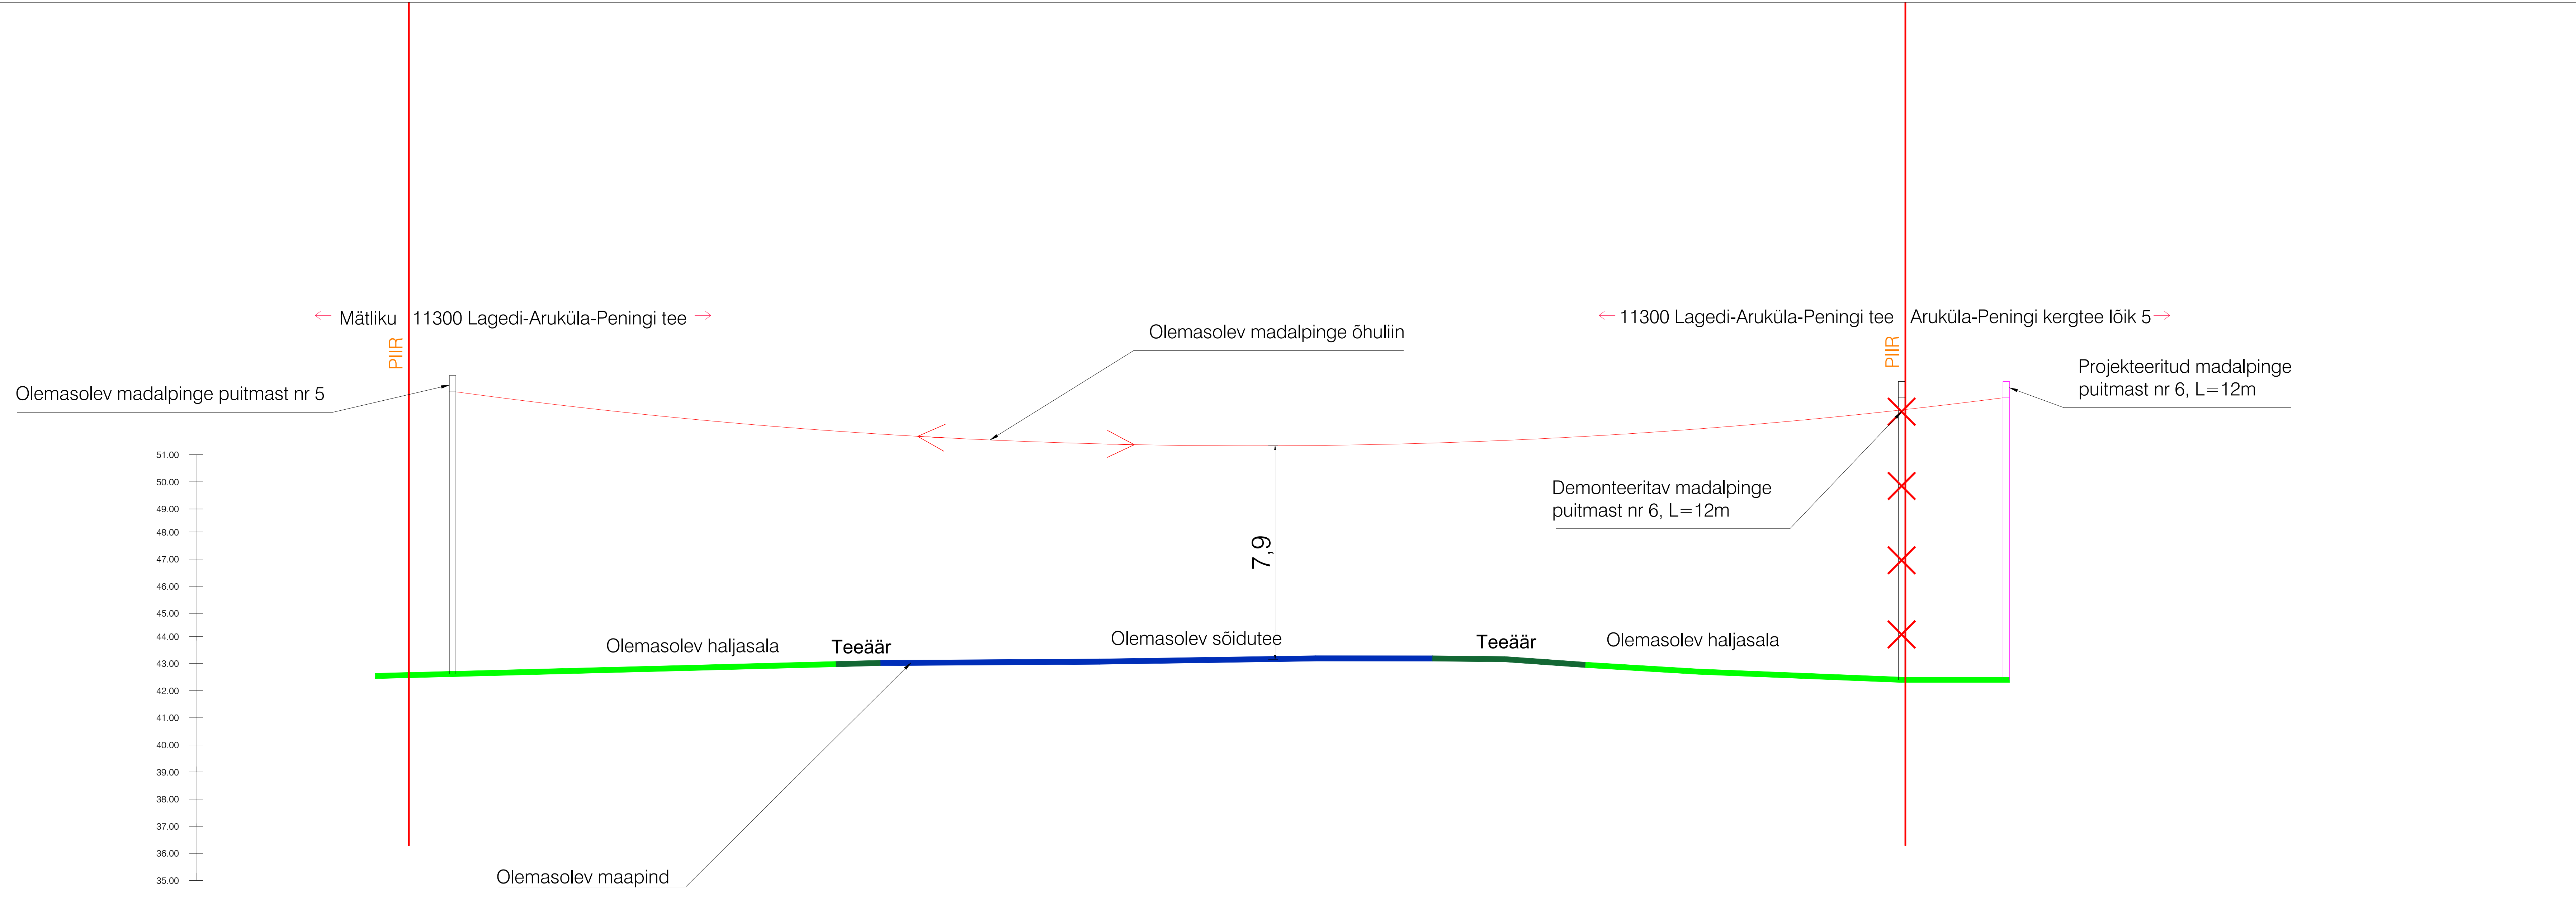 Mätliku
11300 Lagedi-Aruküla-Peningi tee
11300 Lagedi-Aruküla-Peningi tee
Aruküla-Peningi kergtee lõik 5
PIIR
PIIR
Olemasolev madalpinge õhuliin
Olemasolev madalpinge puitmast nr 5
Projekteeritud madalpinge
puitmast nr 6, L=12m
Demonteeritav madalpinge
puitmast nr 6, L=12m
7,9
Olemasolev haljasala
Teeäär
Olemasolev sõidutee
Teeäär
Olemasolev haljasala
Olemasolev maapind
51.00
50.00
49.00
48.00
47.00
46.00
45.00
44.00
43.00
42.00
41.00
40.00
39.00
38.00
37.00
36.00
35.00